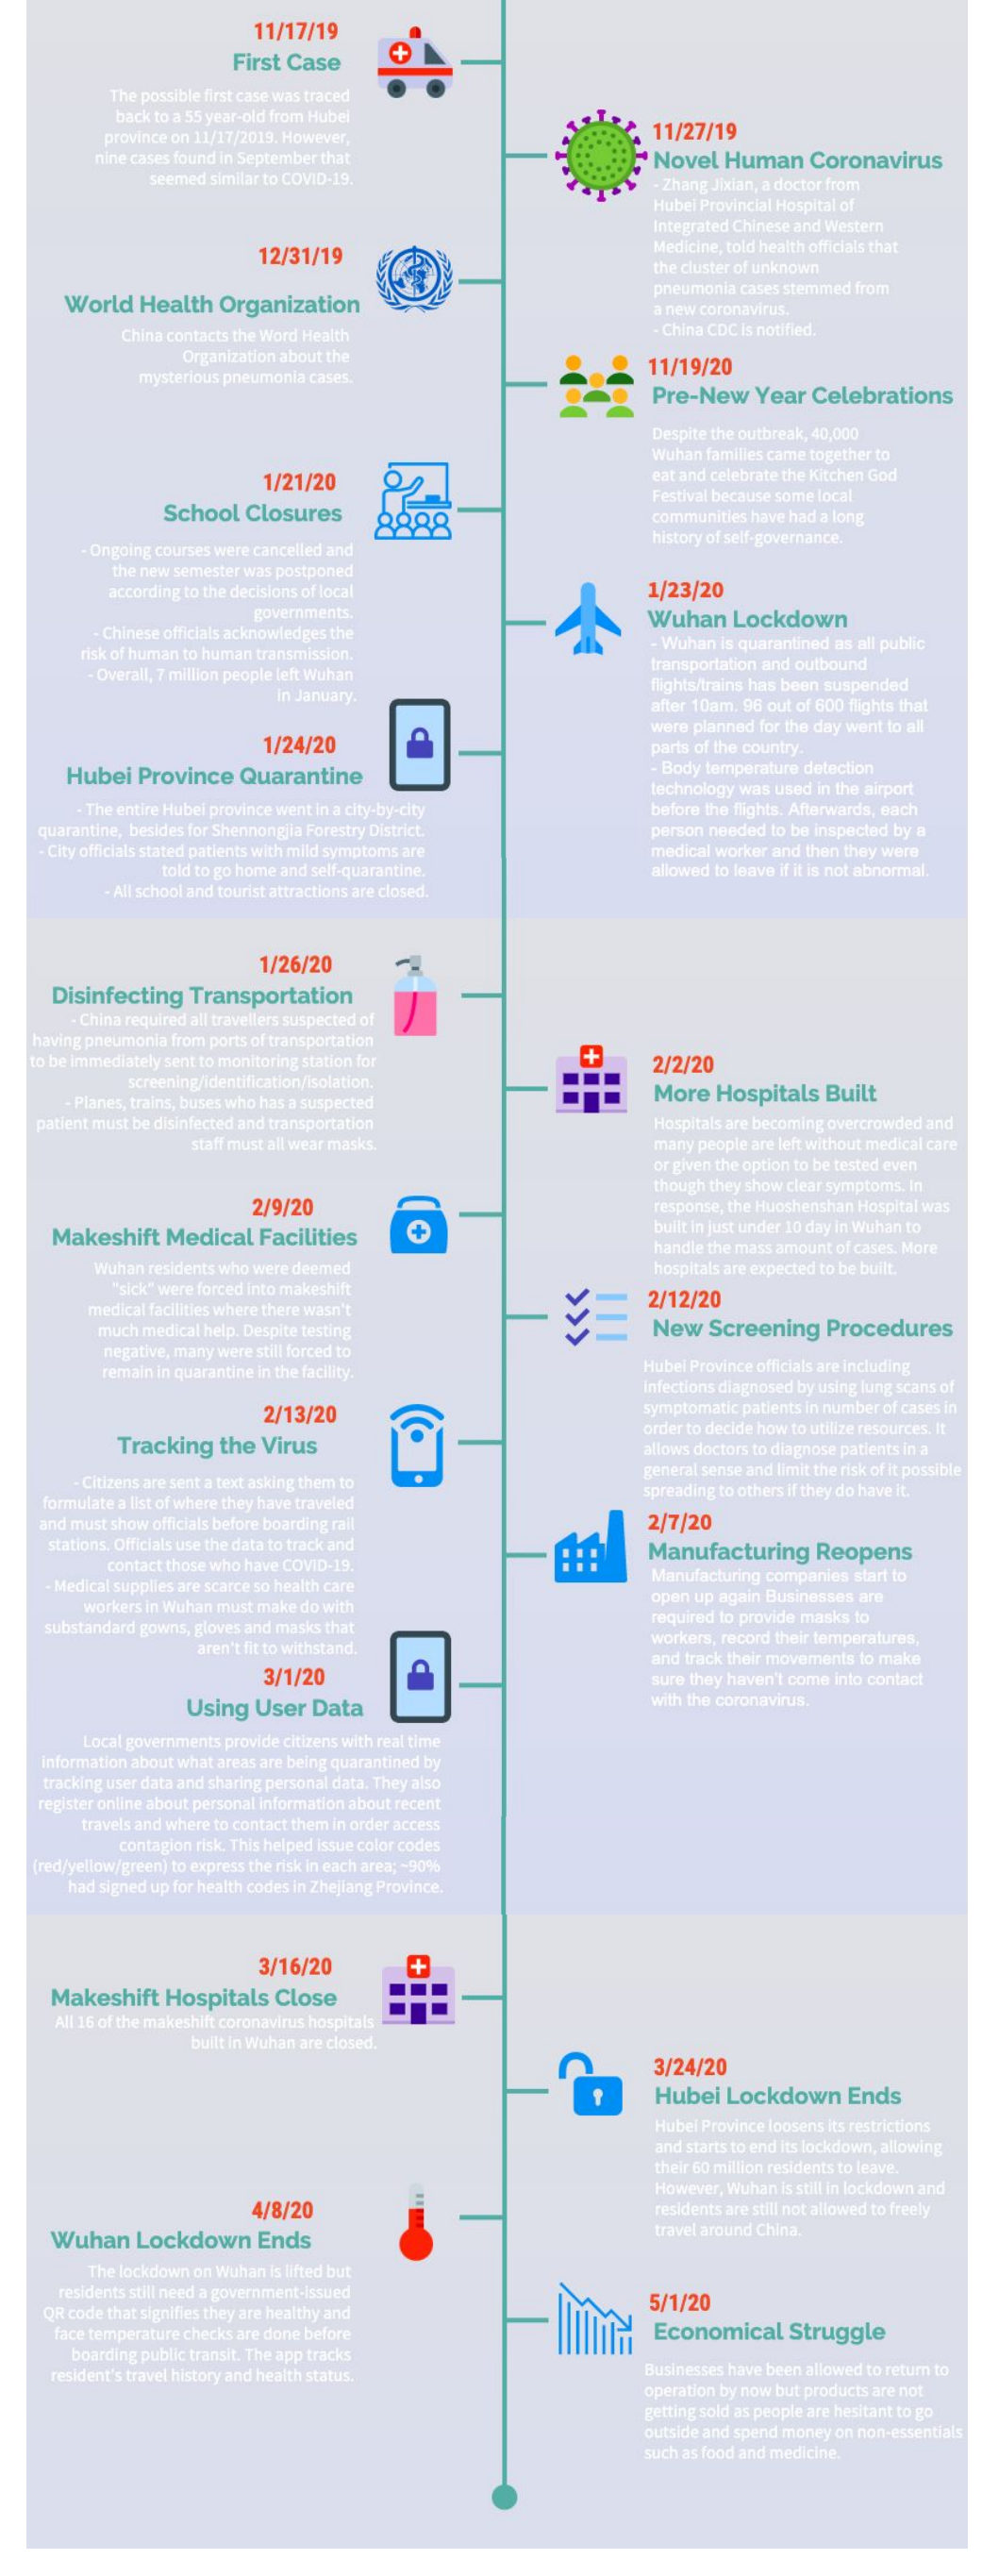 11/17/19
First Case
The possible first case was traced
back to a 55 year-old from Hubei
province on 11/17/2019. However,
nine cases found in September that
seemed similar to COVID-19.
11/27/19
Novel Human Coronavirus
- Zhang Jixian, a doctor from
Hubei Provincial Hospital of
Integrated Chinese and Western
Medicine, told health officials that
the cluster of unknown
pneumonia cases stemmed from
a new coronavirus.
- China CDC is notified.
12/31/19
World Health Organization
China contacts the Word Health
Organization about the
mysterious pneumonia cases.
11/19/20
Pre-New Year Celebrations
Despite the outbreak, 40,000
Wuhan families came together to
eat and celebrate the Kitchen God
Festival because some local
communities have had a long
history of self-governance.
1/21/20
School Closures
- Ongoing courses were cancelled and
the new semester was postponed
according to the decisions of local
governments.
- Chinese officials acknowledges the
risk of human to human transmission.
- Overall, 7 million people left Wuhan
in January.
1/23/20
Wuhan Lockdown
- Wuhan is quarantined as all public
transportation and outbound
flights/trains has been suspended
after 10am. 96 out of 600 flights that
were planned for the day went to all
parts of the country.
- Body temperature detection
technology was used in the airport
before the flights. Afterwards, each
person needed to be inspected by a
medical worker and then they were
allowed to leave if it is not abnormal.
1/24/20
Hubei Province Quarantine
- The entire Hubei province went in a city-by-city
quarantine, besides for Shennongjia Forestry District.
- City officials stated patients with mild symptoms are
told to go home and self-quarantine.
- All school and tourist attractions are closed.
1/26/20
Disinfecting Transportation
- China required all travellers suspected of
having pneumonia from ports of transportation
to be immediately sent to monitoring station for
screening/identification/isolation.
- Planes, trains, buses who has a suspected
patient must be disinfected and transportation
staff must all wear masks.
2/2/20
More Hospitals Built
Hospitals are becoming overcrowded and
many people are left without medical care
or given the option to be tested even
though they show clear symptoms. In
response, the Huoshenshan Hospital was
built in just under 10 day in Wuhan to
handle the mass amount of cases. More
hospitals are expected to be built.
2/9/20
Makeshift Medical Facilities
Wuhan residents who were deemed
"sick" were forced into makeshift
medical facilities where there wasn't
much medical help. Despite testing
negative, many were still forced to
remain in quarantine in the facility.
2/12/20
New Screening Procedures
Hubei Province officials are including
infections diagnosed by using lung scans of
symptomatic patients in number of cases in
order to decide how to utilize resources. It
allows doctors to diagnose patients in a
general sense and limit the risk of it possible
spreading to others if they do have it.
2/13/20
Tracking the Virus
- Citizens are sent a text asking them to
formulate a list of where they have traveled
and must show officials before boarding rail
stations. Officials use the data to track and
contact those who have COVID-19.
- Medical supplies are scarce so health care
workers in Wuhan must make do with
substandard gowns, gloves and masks that
aren't fit to withstand.
2/7/20
Manufacturing Reopens
Manufacturing companies start to
open up again Businesses are
required to provide masks to
workers, record their temperatures,
and track their movements to make
sure they haven't come into contact
with the coronavirus.
3/1/20
Using User Data
Local governments provide citizens with real time
information about what areas are being quarantined by
tracking user data and sharing personal data. They also
register online about personal information about recent
travels and where to contact them in order access
contagion risk. This helped issue color codes
(red/yellow/green) to express the risk in each area; ~90%
had signed up for health codes in Zhejiang Province.
3/16/20
Makeshift Hospitals Close
All 16 of the makeshift coronavirus hospitals
built in Wuhan are closed.
3/24/20
Hubei Lockdown Ends
Hubei Province loosens its restrictions
and starts to end its lockdown, allowing
their 60 million residents to leave.
However, Wuhan is still in lockdown and
residents are still not allowed to freely
travel around China.
4/8/20
Wuhan Lockdown Ends
The lockdown on Wuhan is lifted but
residents still need a government-issued
QR code that signifies they are healthy and
face temperature checks are done before
boarding public transit. The app tracks
resident's travel history and health status.
5/1/20
Economical Struggle
Businesses have been allowed to return to
operation by now but products are not
getting sold as people are hesitant to go
outside and spend money on non-essentials
such as food and medicine.